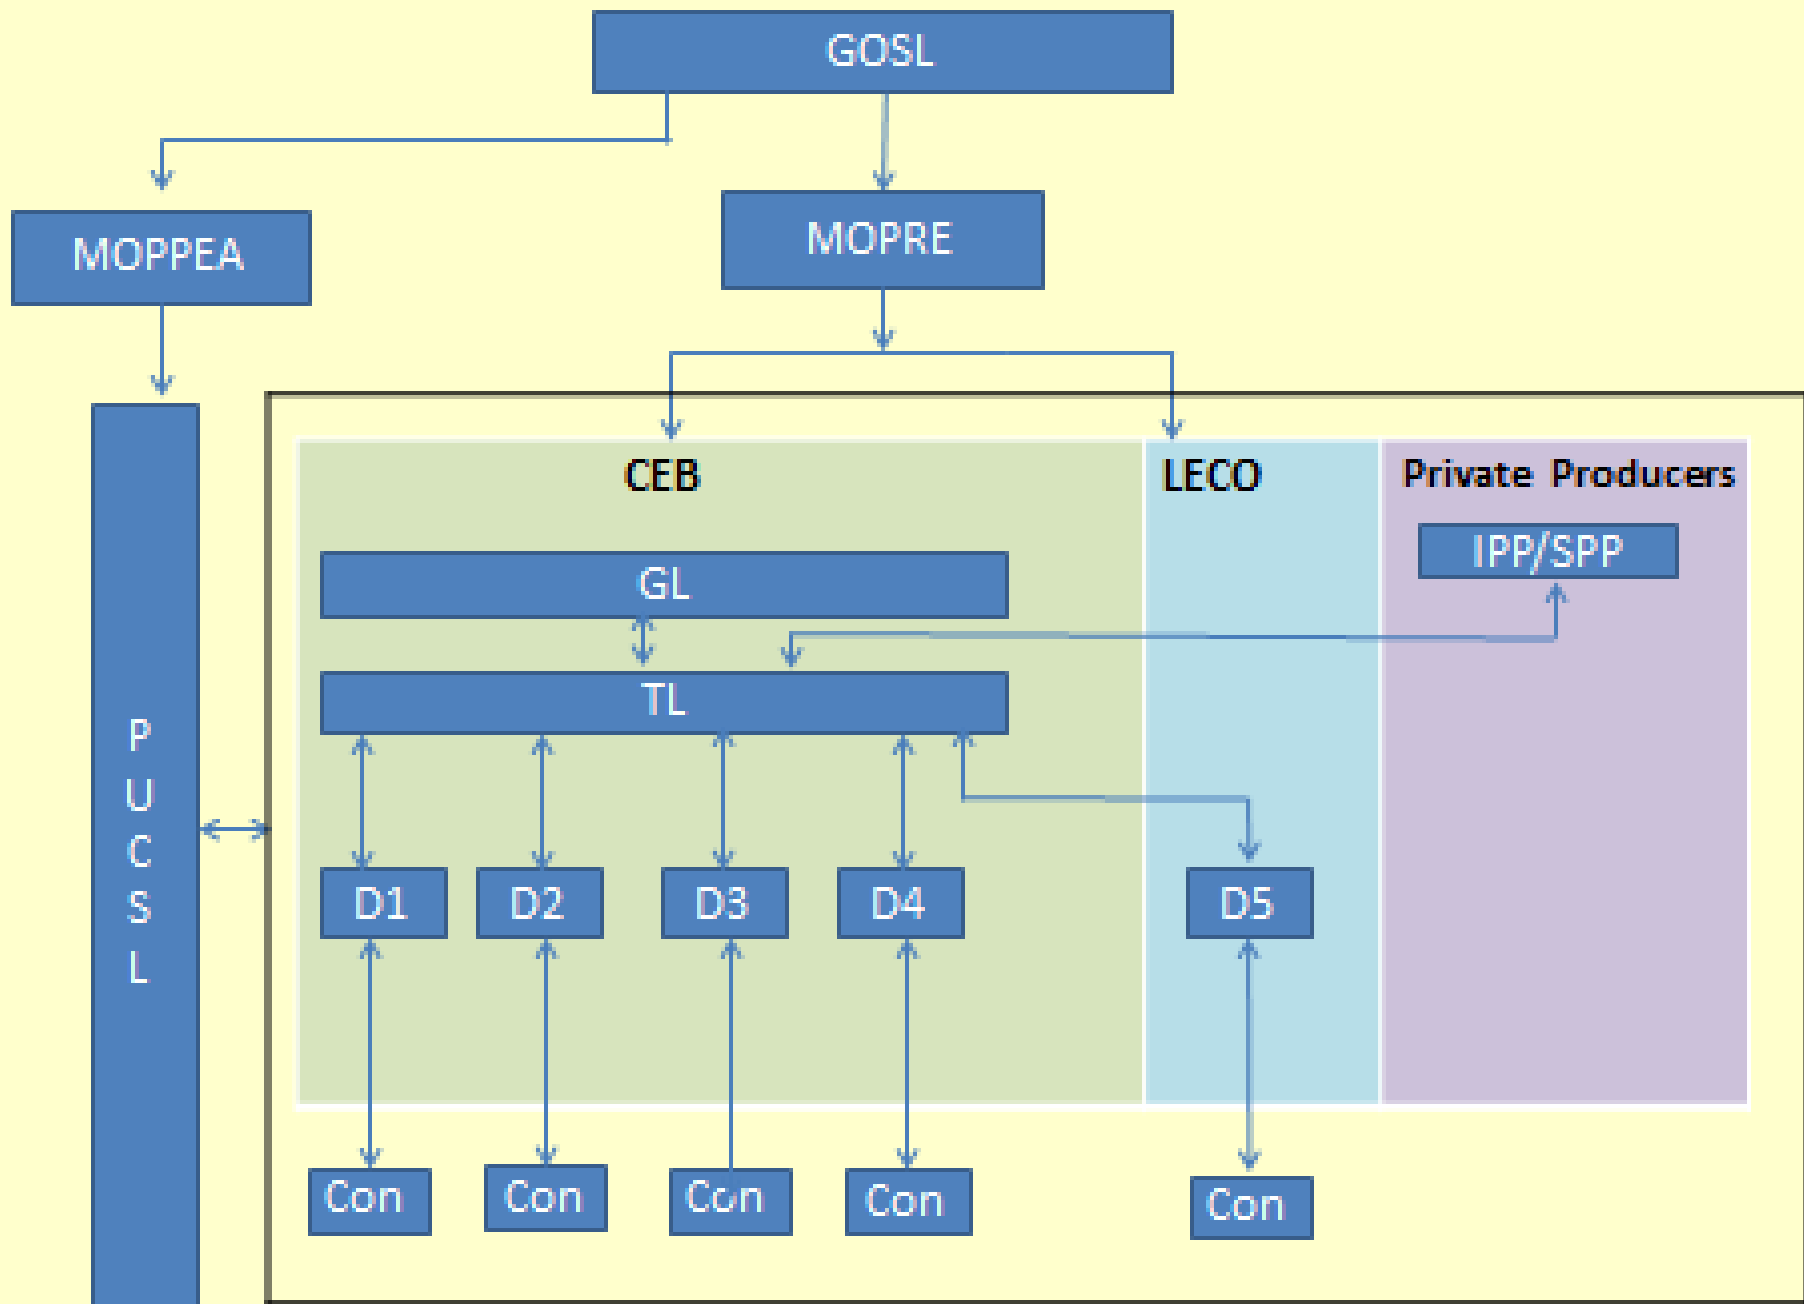 GOSL
MOPPEA
MOPRE
CEB
LECO
Private Producers
IPP/SPP
GL
TL
P
U
C
S
L
D1
D2
D3
D4
D5
Con
Con
Con
Con
Con